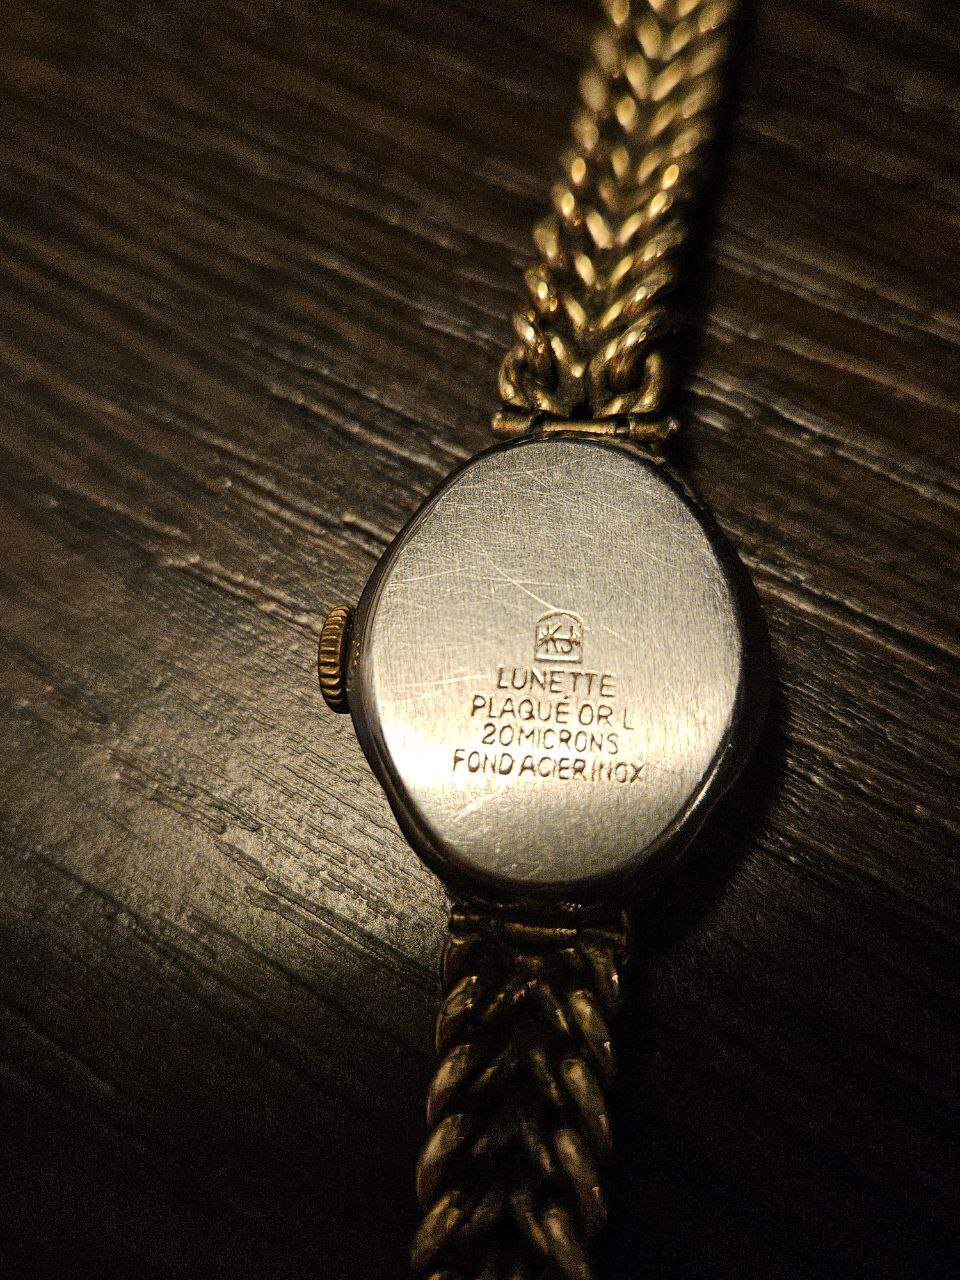 KJ
LUNETTE
PLAQUÉ OR L
20 MICRONS
FOND ACIER INOX